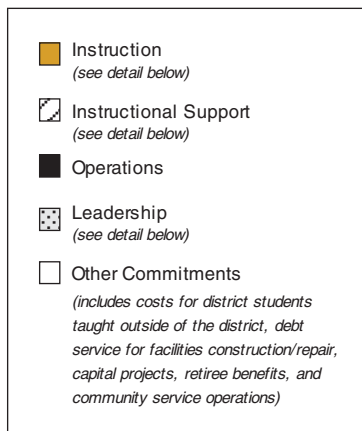 Instruction
(see detail below)
Instructional Support
(see detail below)
Operations
Leadership
(see detail below)
Other Commitments
(includes costs for district students
taught outside of the district, debt
service for facilities construction/repair,
capital projects, retiree benefits, and
community service operations)